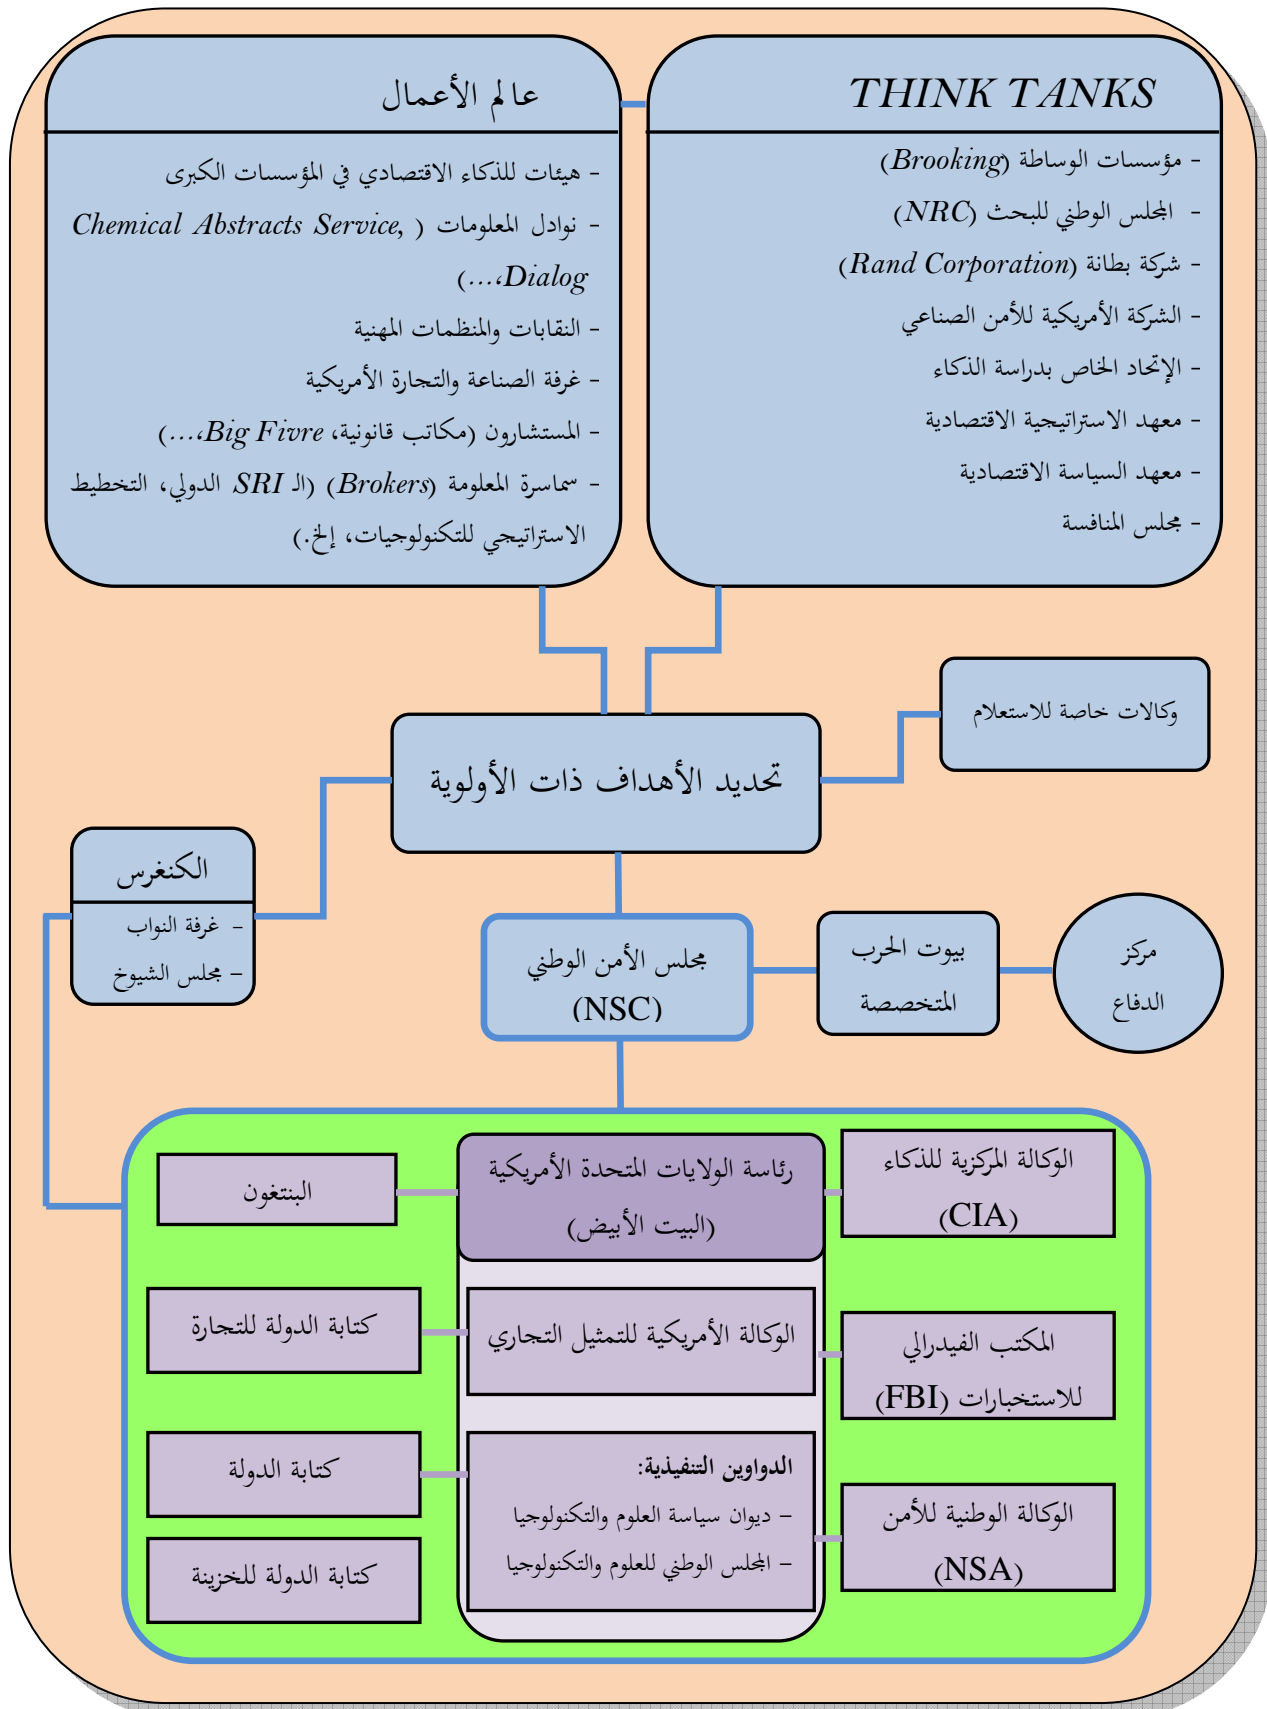 THINK TANKS
- مؤسسات الوساطة (Brooking)
- المجلس الوطني للبحث (NRC)
- شركة بطانة (Rand Corporation)
- الشركة الأمريكية للأمن الصناعي
- الإتحاد الخاص بدراسة الذكاء
- معهد الاستراتيجية الاقتصادية
- معهد السياسة الاقتصادية
- مجلس المنافسة
عالم الأعمال
- هيئات للذكاء الاقتصادي في المؤسسات الكبرى
- نوادل المعلومات ( Chemical Abstracts Service,
Dialog،...)
- النقابات والمنظمات المهنية
- غرفة الصناعة والتجارة الأمريكية
- المستشارون (مكاتب قانونية، Big Fivre،...)
- سماسرة المعلومة (Brokers) (الـ SRI الدولي، التخطيط
الاستراتيجي للتكنولوجيات، إلخ.)
وكالات خاصة للاستعلام
تحديد الأهداف ذات الأولوية
الكنغرس
- غرفة النواب
- مجلس الشيوخ
مركز
الدفاع
بيوت الحرب
المتخصصة
مجلس الأمن الوطني
(NSC)
الوكالة المركزية للذكاء
(CIA)
رئاسة الولايات المتحدة الأمريكية
(البيت الأبيض)
البنتغون
المكتب الفيدرالي
للاستخبارات (FBI)
الوكالة الأمريكية للتمثيل التجاري
كتابة الدولة للتجارة
الوكالة الوطنية للأمن
(NSA)
الدواوين التنفيذية:
- ديوان سياسة العلوم والتكنولوجيا
- المجلس الوطني للعلوم والتكنولوجيا
كتابة الدولة
كتابة الدولة للخزينة